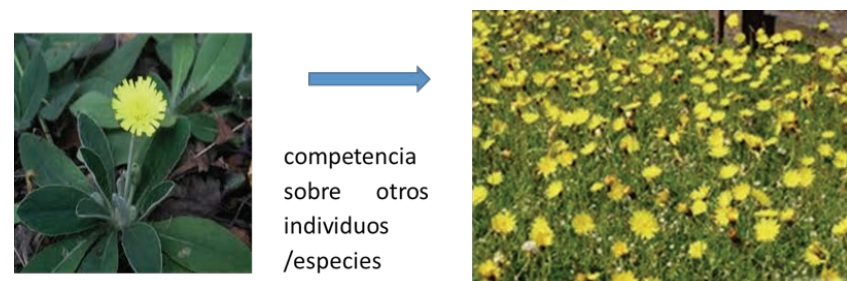 competencia
sobre otros
individuos
/especies